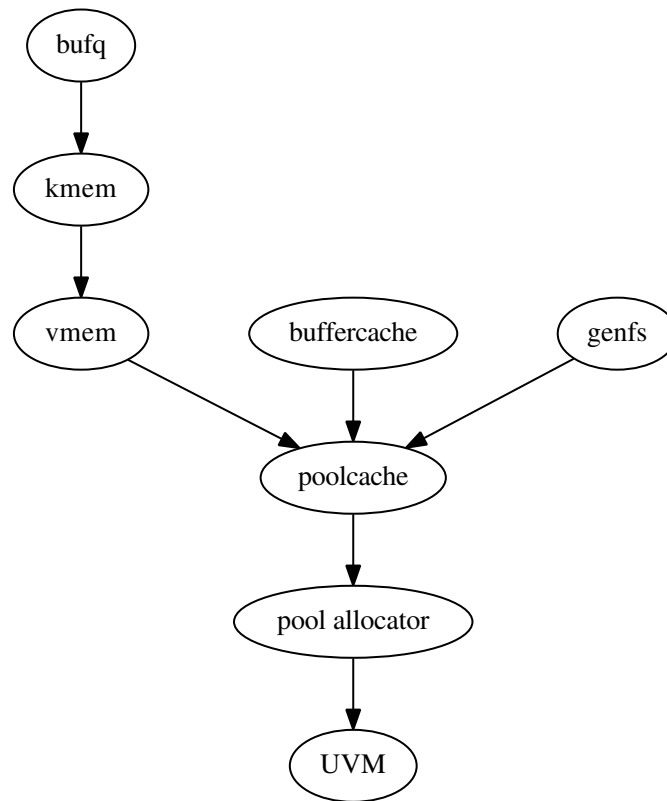 bufq
kmem
vmem
buffercache
genfs
poolcache
pool allocator
UVM